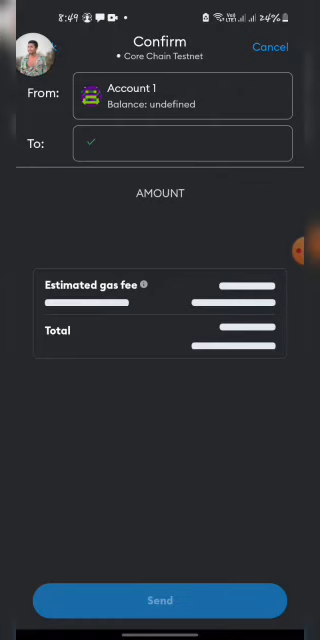 8:49
24%
Confirm
Cancel
Core Chain Testnet
From:
Account 1
Balance: undefined
To:
AMOUNT
Estimated gas fee
Total
Send